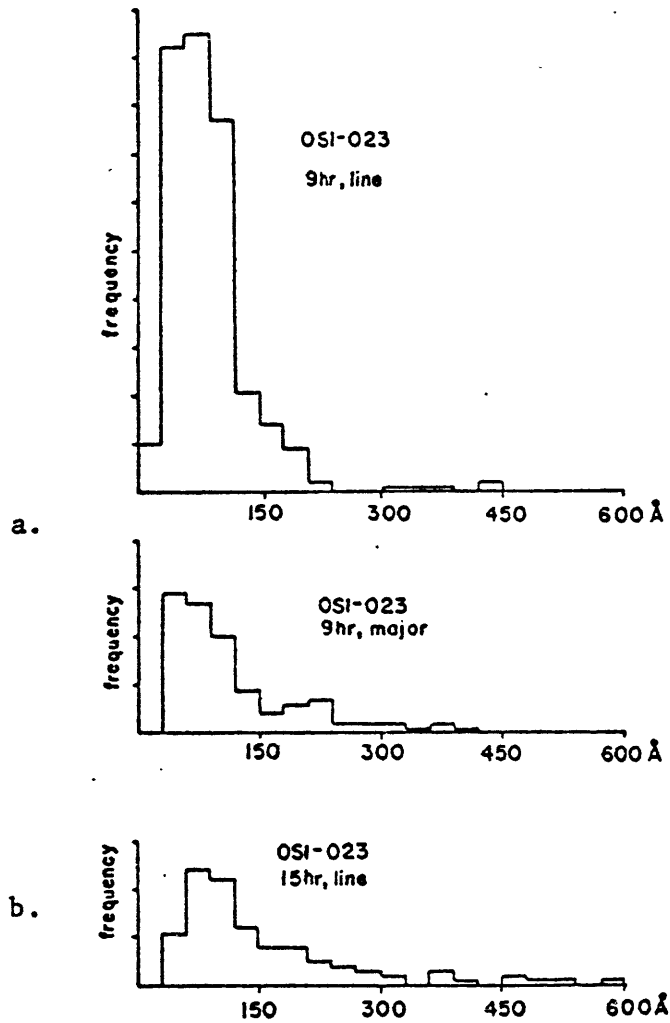 OSI-023
9hr, line
frequency
150 300 450 600 Å
a.
OSI-023
9hr, major
frequency
150 300 450 600 Å
OSI-023
15hr, line
frequency
b.
150 300 450 600 Å